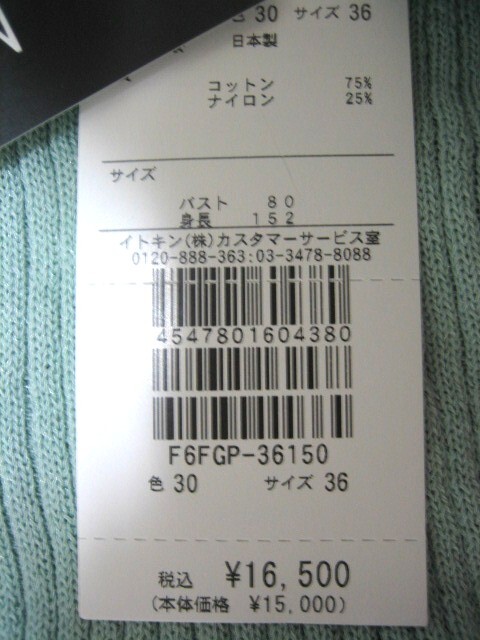 30 サイズ 36
日本製
コットン 75%
ナイロン 25%
サイズ
バスト 80
身長 152
イトキン(株)カスタマーサービス室
0120-888-363:03-3478-8088
4547801604380
F6FGP-36150
色 30 サイズ 36
税込 ¥16,500
(本体価格 ¥15,000)